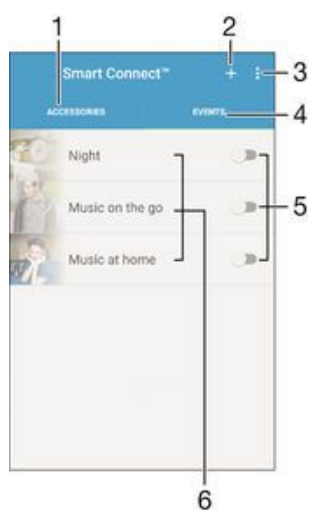 1
2
Smart Connect™
3
ACCESSORIES
EVENTS
4
Night
Music on the go
5
Music at home
6